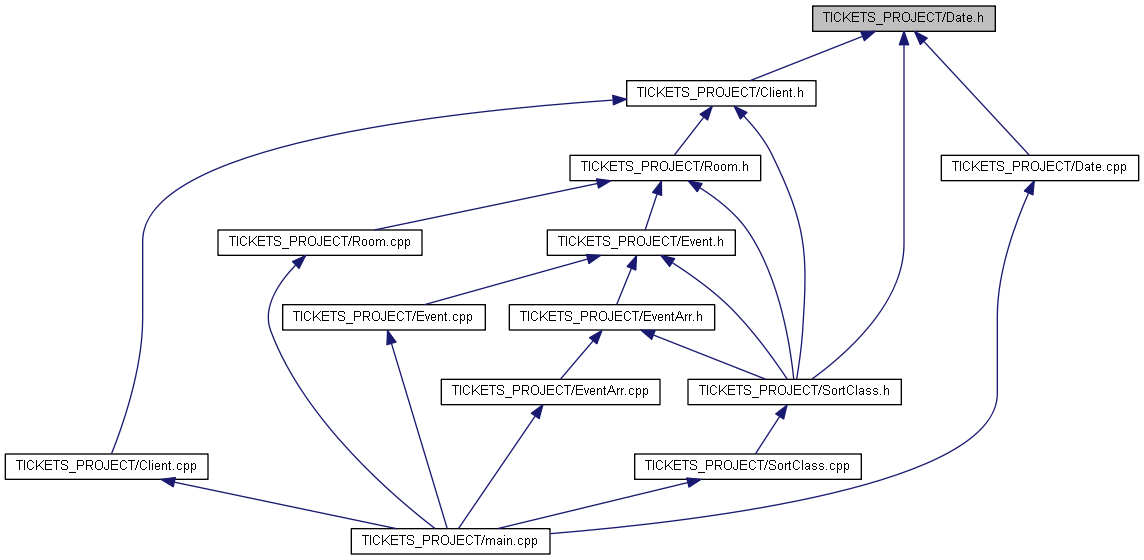 TICKETS_PROJECT/Date.h
TICKETS_PROJECT/Client.h
TICKETS_PROJECT/Room.h
TICKETS_PROJECT/Date.cpp
TICKETS_PROJECT/Room.cpp
TICKETS_PROJECT/Event.h
TICKETS_PROJECT/Event.cpp
TICKETS_PROJECT/EventArr.h
TICKETS_PROJECT/EventArr.cpp
TICKETS_PROJECT/SortClass.h
TICKETS_PROJECT/Client.cpp
TICKETS_PROJECT/SortClass.cpp
TICKETS_PROJECT/main.cpp